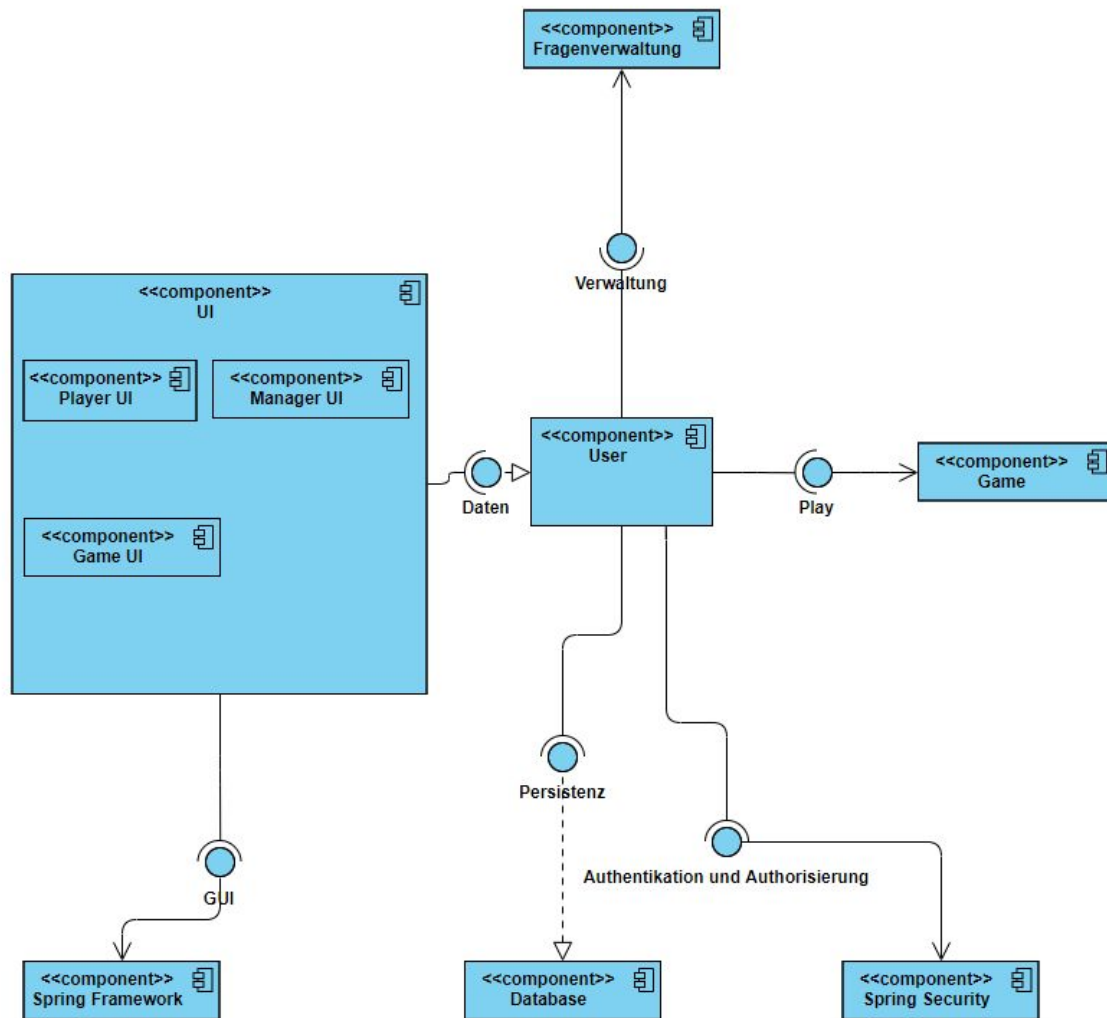 <<component>>
Fragenverwaltung
Verwaltung
<<component>>
UI
<<component>>
Player UI
<<component>>
Manager UI
<<component>>
Game UI
Daten
<<component>>
User
Play
<<component>>
Game
Persistenz
Authentikation und Authorisierung
GUI
<<component>>
Spring Framework
<<component>>
Database
<<component>>
Spring Security